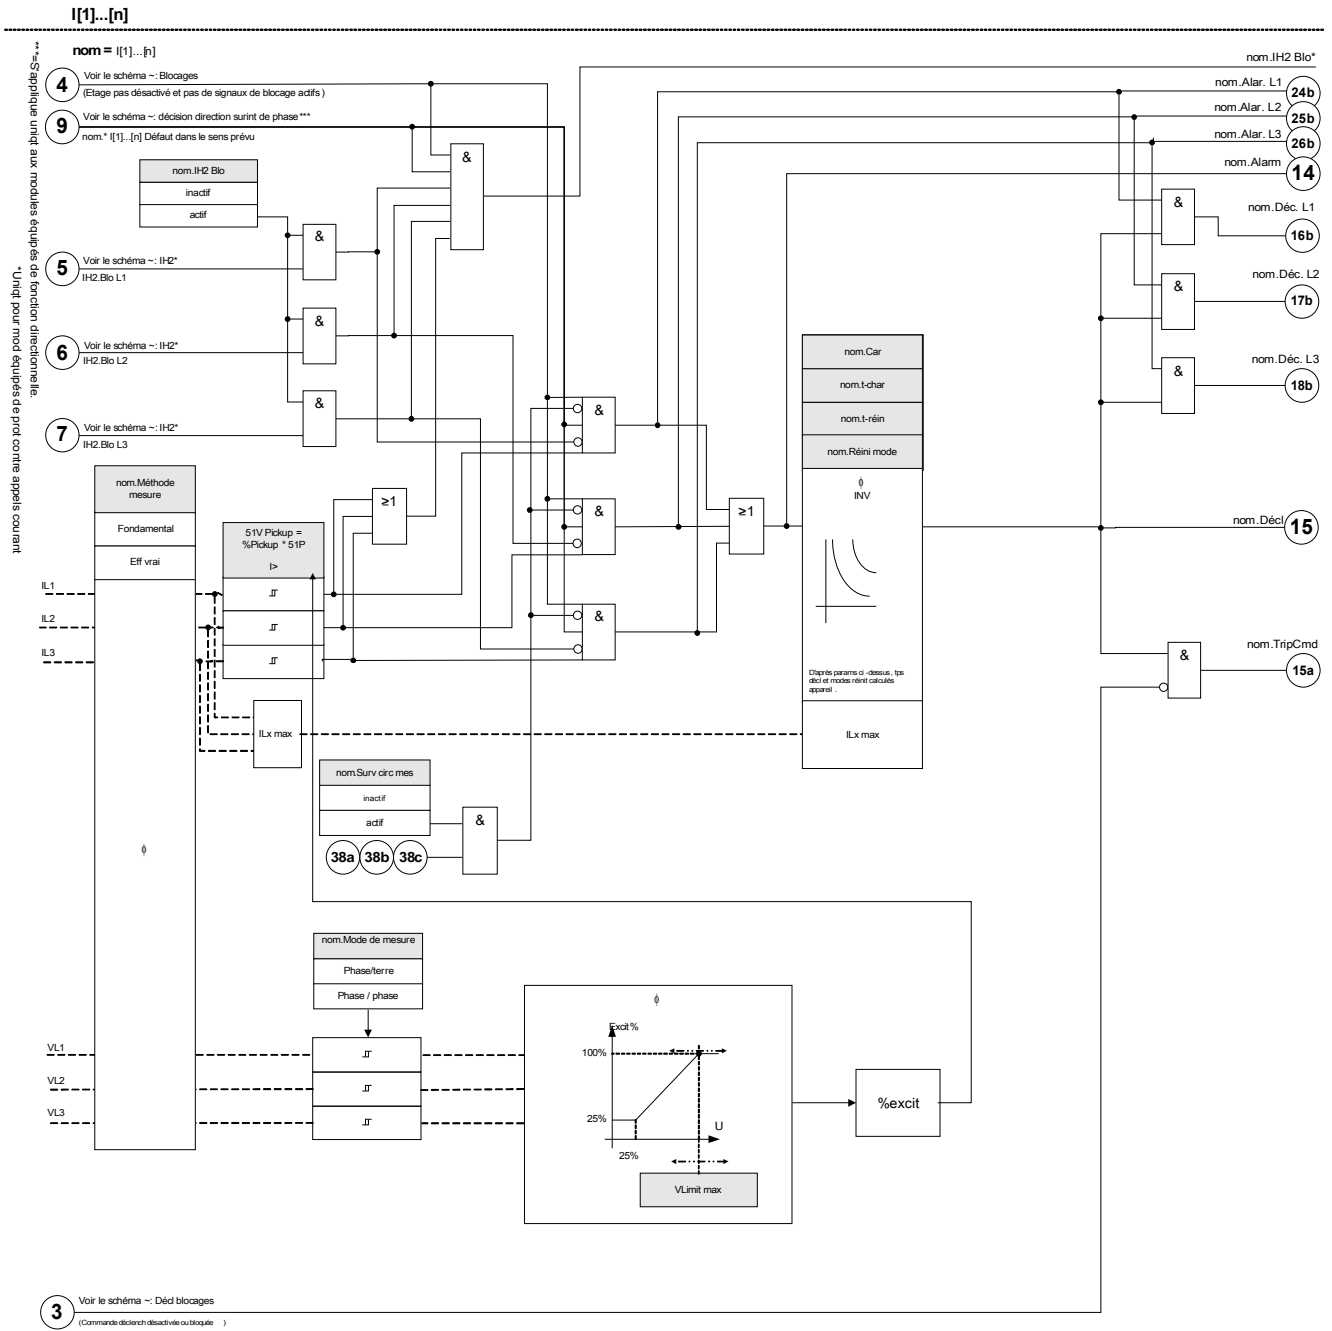 I[1]...[n]
nom = I[1]...[n]
***=S'applique uniqt aux modules équipés de fonction directionnelle.
*Uniqt pour mod équipés de prot contre appels courant
4
Voir le schéma ~: Blocages
(Etage pas désactivé et pas de signaux de blocage actifs )
9
Voir le schéma ~: décision direction surint de phase ***
nom.* I[1]...[n] Défaut dans le sens prévu
nom.IH2 Blo
inactif
actif
&
5
Voir le schéma ~: IH2*
IH2.Blo L1
&
6
Voir le schéma ~: IH2*
IH2.Blo L2
&
7
Voir le schéma ~: IH2*
IH2.Blo L3
&
nom.IH2 Blo*
nom.Alar. L1
24b
nom.Alar. L2
25b
nom.Alar. L3
26b
nom.Alarm
14
&
nom.Déc. L1
16b
&
nom.Déc. L2
17b
&
nom.Déc. L3
18b
nom.Méthode
mesure
Fondamental
Eff vrai
ϕ
51V Pickup =
%Pickup * 51P
I>
≥1
&
&
&
≥1
nom.Car
nom.t-char
nom.t-réin
nom.Réini mode
ϕ
INV
D'après params ci -dessus , tps
décl et modes réinit calculés
appareil .
ILx max
nom.Décl
15
IL1
IL2
IL3
ILx max
&
nom.TripCmd
15a
nom.Surv circ mes
inactif
actif
&
38a
38b
38c
nom.Mode de mesure
Phase/terre
Phase / phase
VL1
VL2
VL3
ϕ
Excit%
100%
25%
U
25%
VLimit max
%excit
3
Voir le schéma ~: Décl blocages
(Commande déclench désactivée ou bloquée )